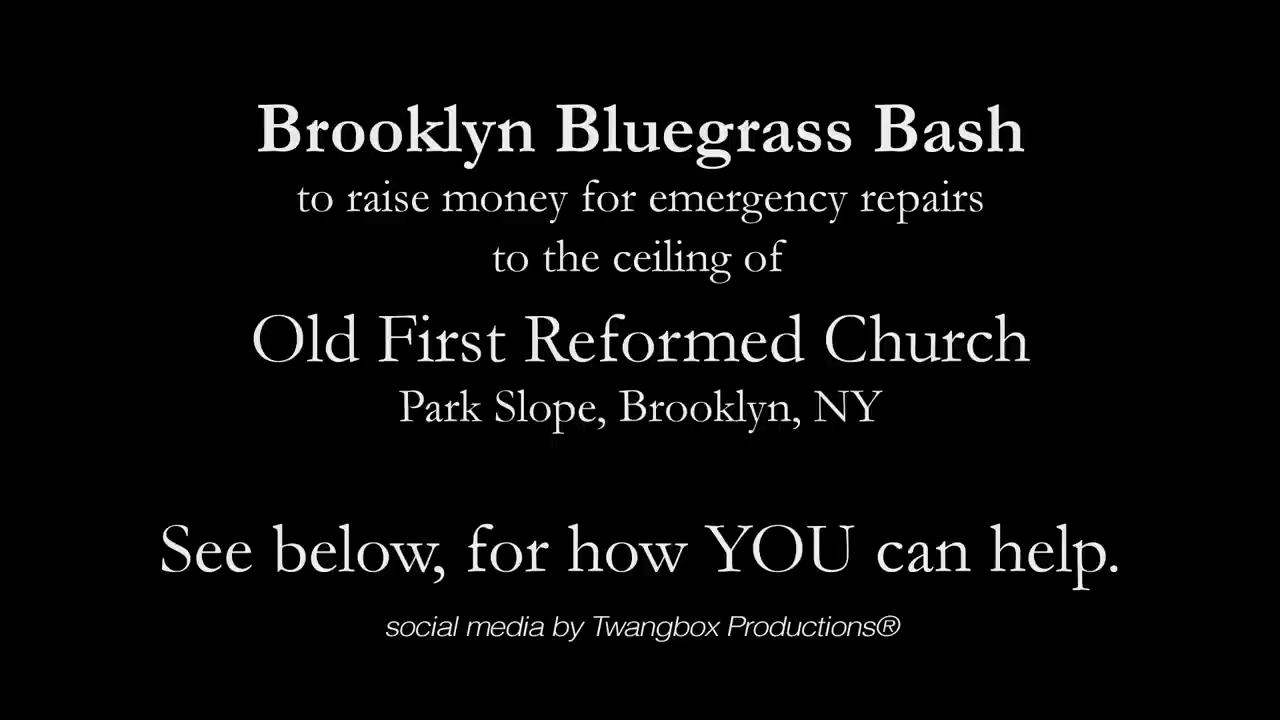 Brooklyn Bluegrass Bash
to raise money for emergency repairs
to the ceiling of
Old First Reformed Church
Park Slope, Brooklyn, NY
See below, for how YOU can help.
social media by Twangbox Productions®